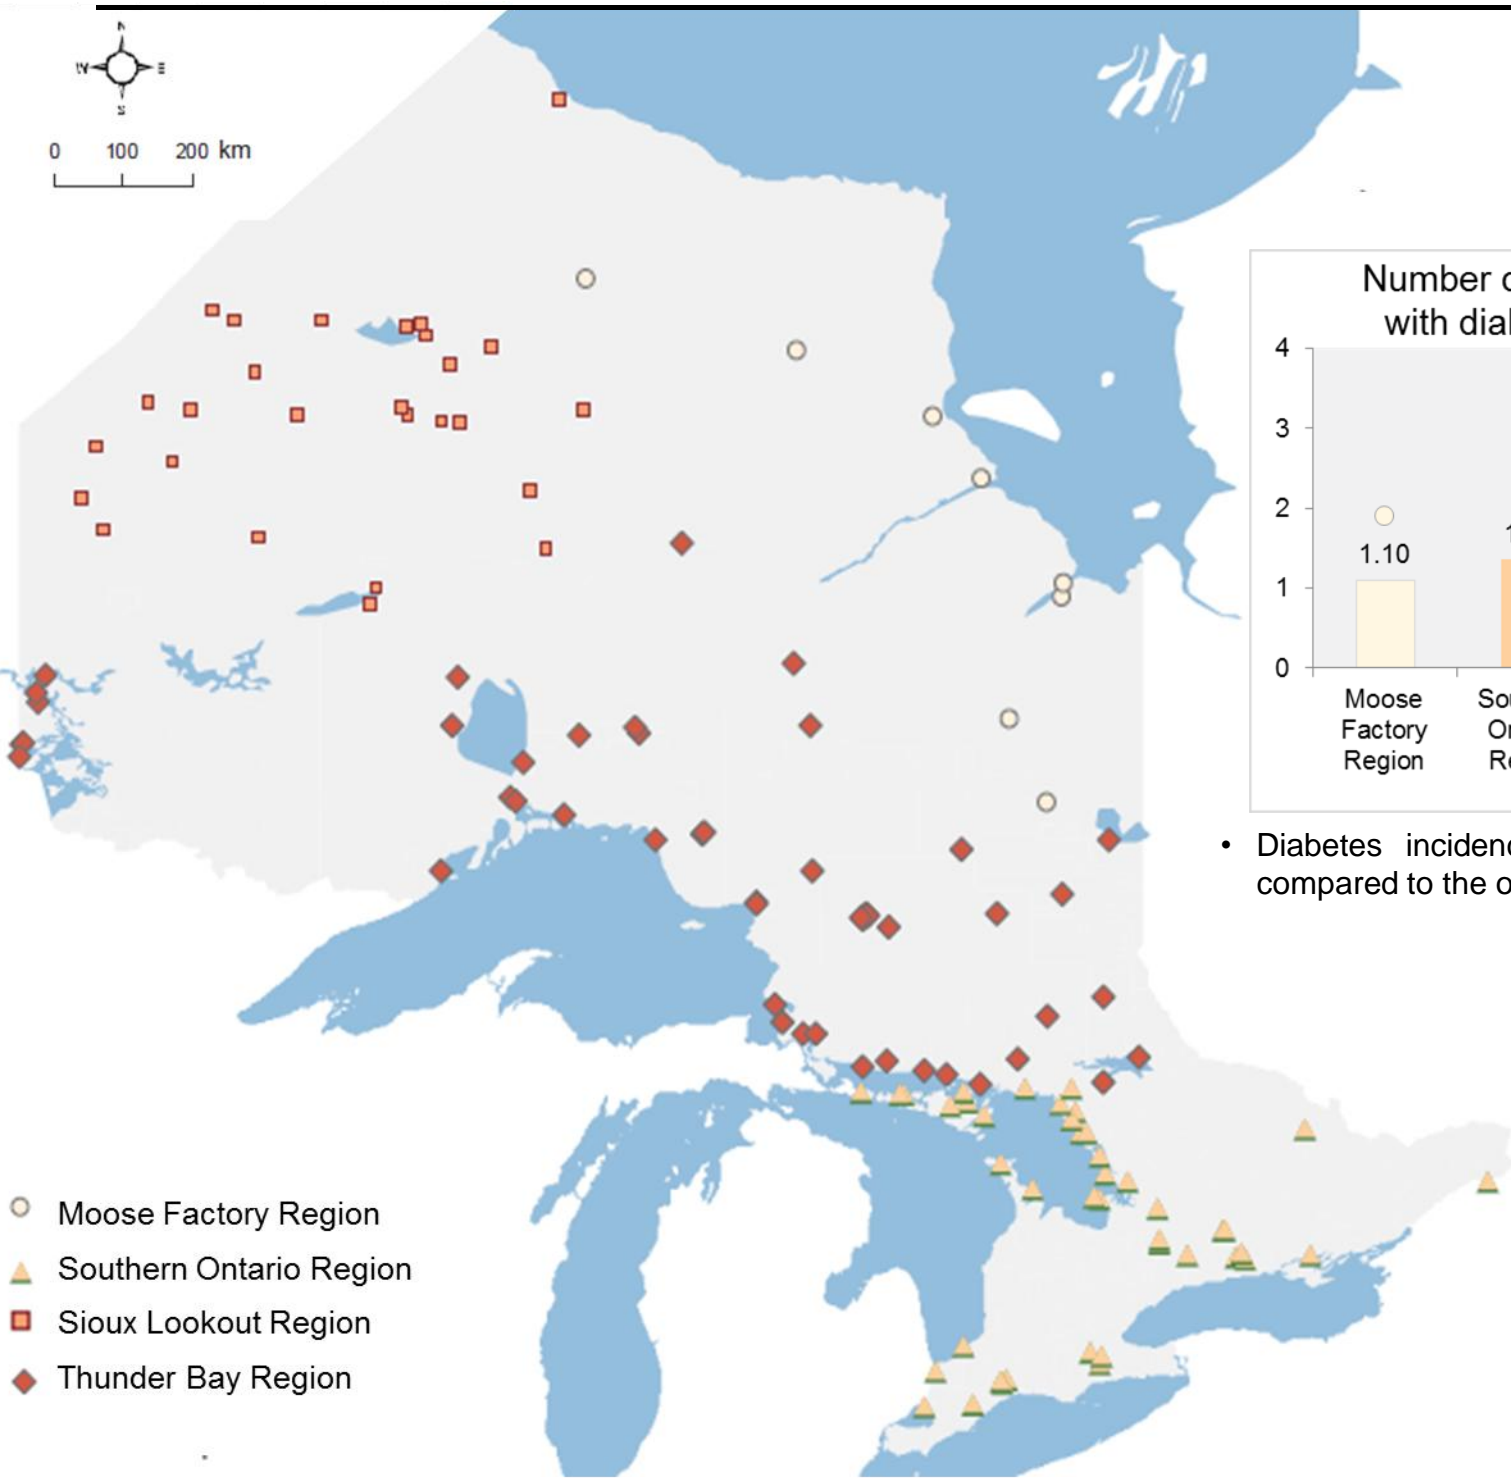 N
W E
S
0 100 200 km
Number
with
4
3
2
1
0
1.10
Moose
Factory
Region
Diabetes
compared to the
Moose Factory Region
Southern Ontario Region
Sioux Lookout Region
Thunder Bay Region